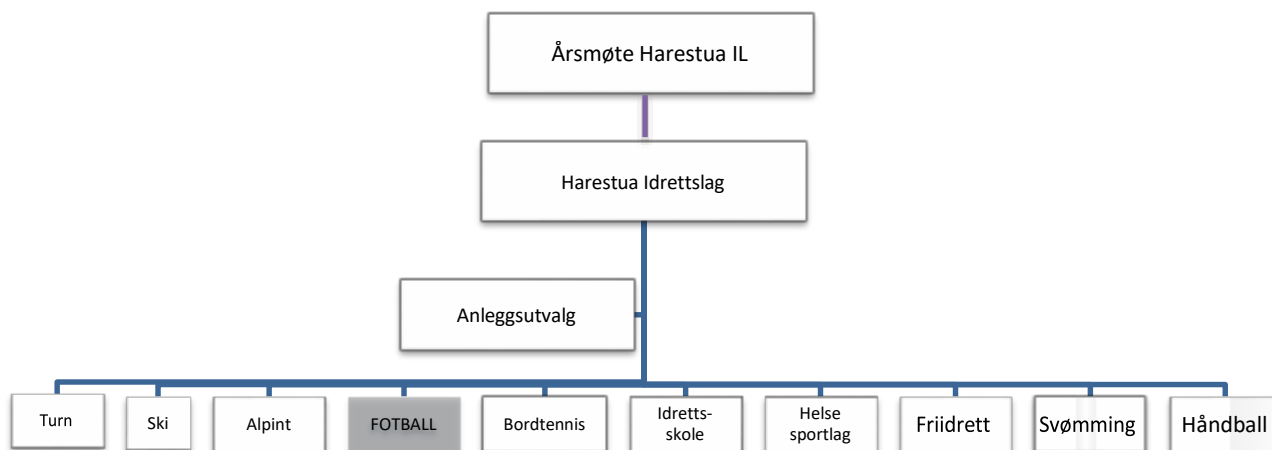 Årsmøte Harestua IL
Harestua Idrettslag
Anleggsutvalg
Turn
Ski
Alpint
FOTBALL
Bordtennis
Idretts-
skole
Helse
sportlag
Friidrett
Svømming
Håndball